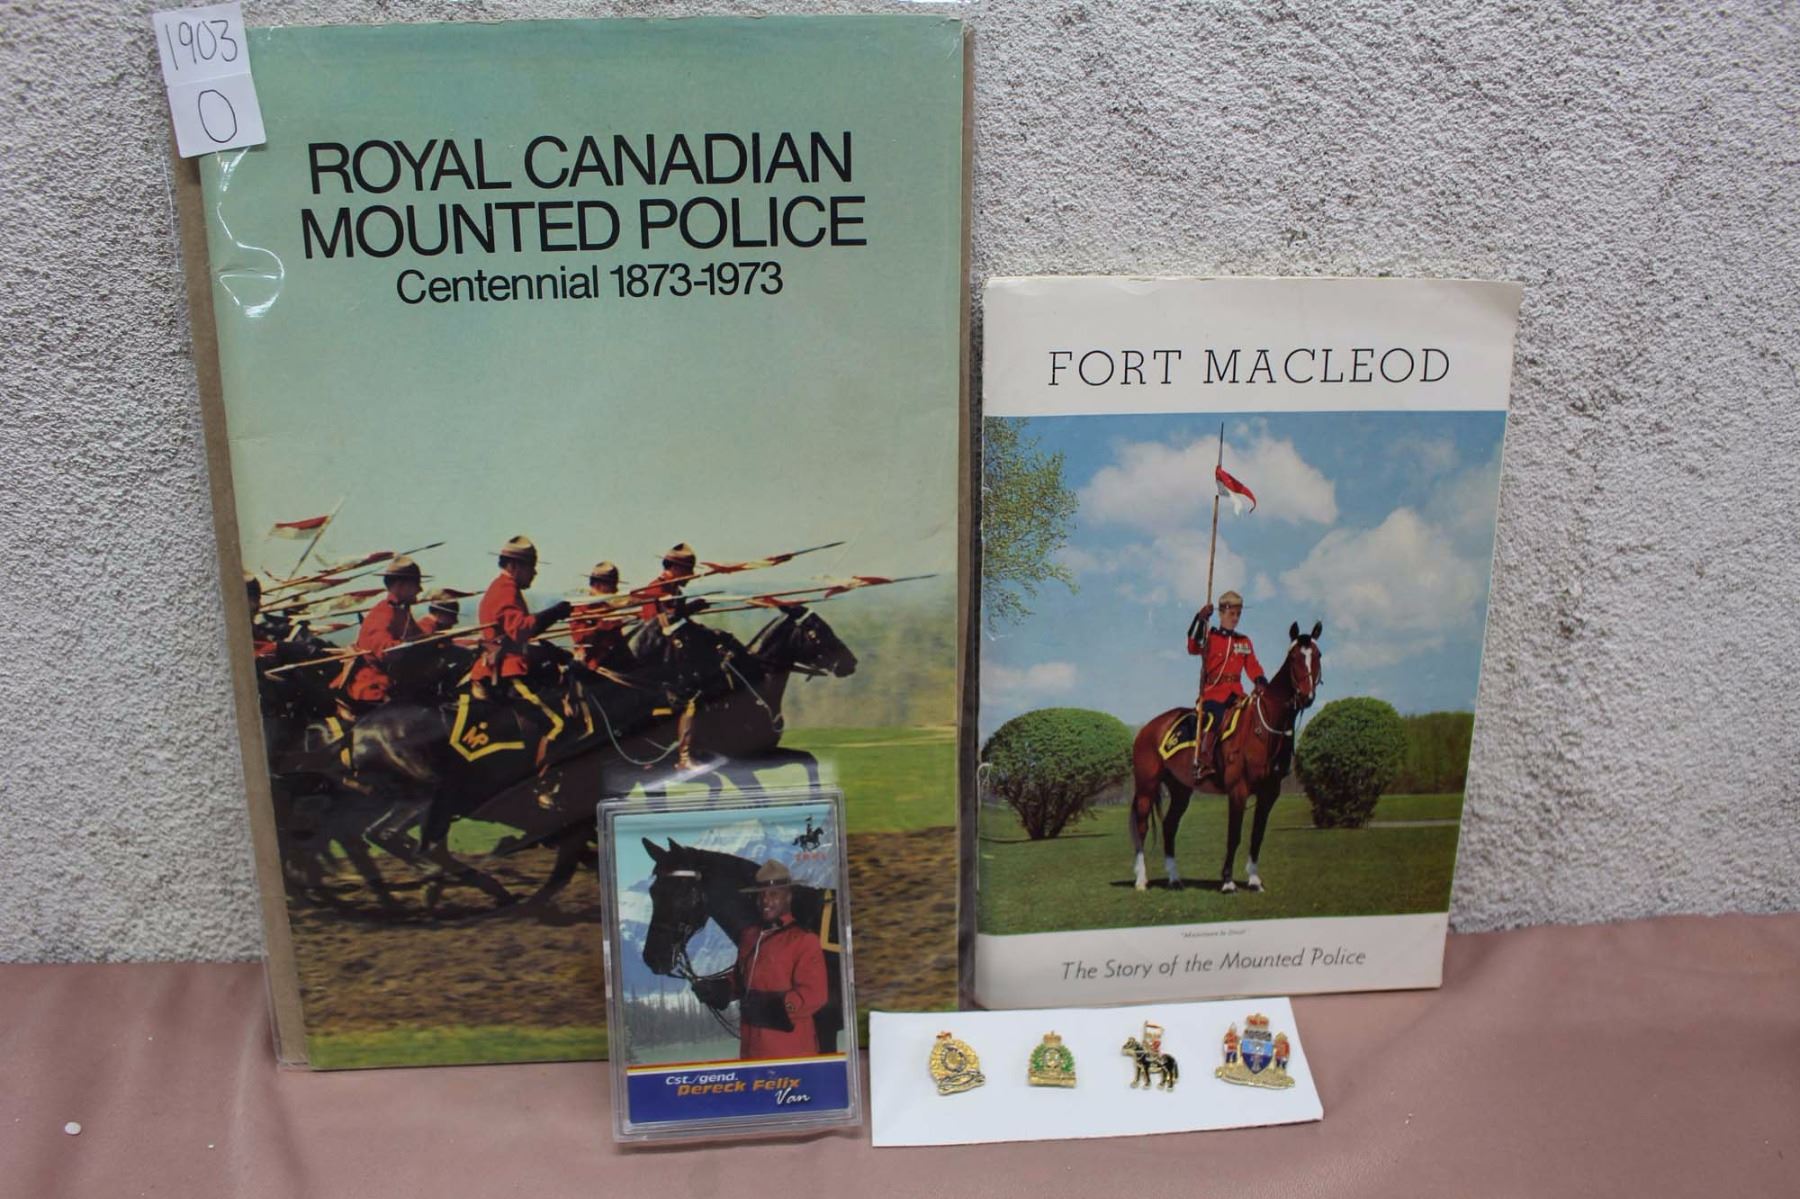 1903
0
ROYAL CANADIAN
MOUNTED POLICE
Centennial 1873-1973
MP
FORT MACLEOD
The Story of the Mounted Police
Cst./gend.
Dereck Felix
Van